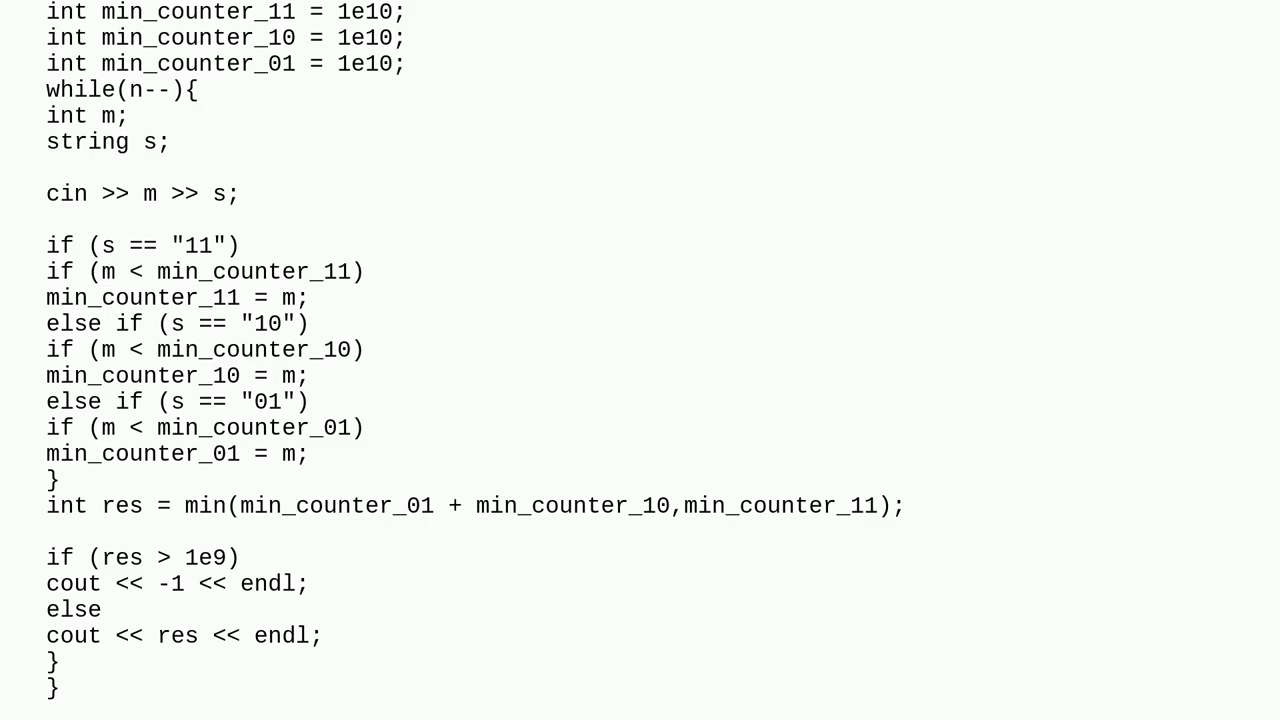 int min_counter_11 = 1e10;
int min_counter_10 = 1e10;
int min_counter_01 = 1e10;
while(n--){
int m;
string s;
cin >> m >> s;
if (s == "11")
if (m < min_counter_11)
min_counter_11 = m;
else if (s == "10")
if (m < min_counter_10)
min_counter_10 = m;
else if (s == "01")
if (m < min_counter_01)
min_counter_01 = m;
}
int res = min(min_counter_01 + min_counter_10,min_counter_11);
if (res > 1e9)
cout << -1 << endl;
else
cout << res << endl;
}
}